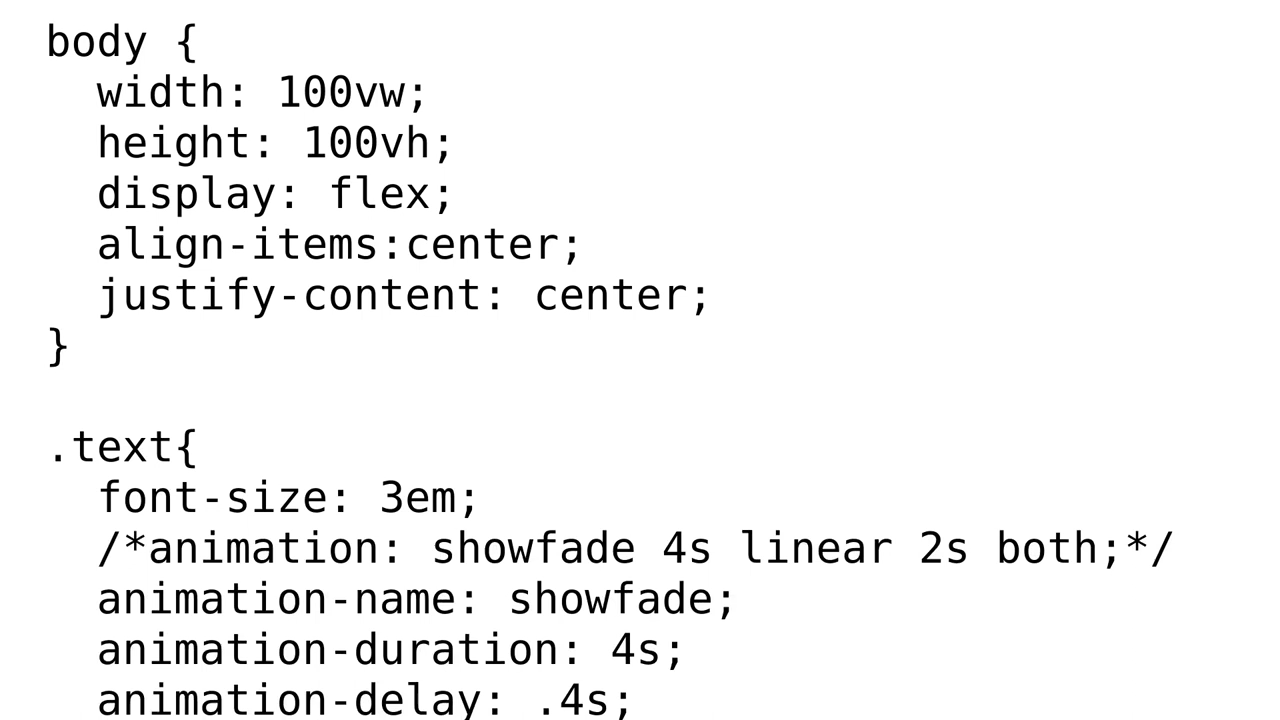 body {
  width: 100vw;
  height: 100vh;
  display: flex;
  align-items:center;
  justify-content: center;
}

.text{
  font-size: 3em;
  /*animation: showfade 4s linear 2s both;*/
  animation-name: showfade;
  animation-duration: 4s;
  animation-delay: .4s;